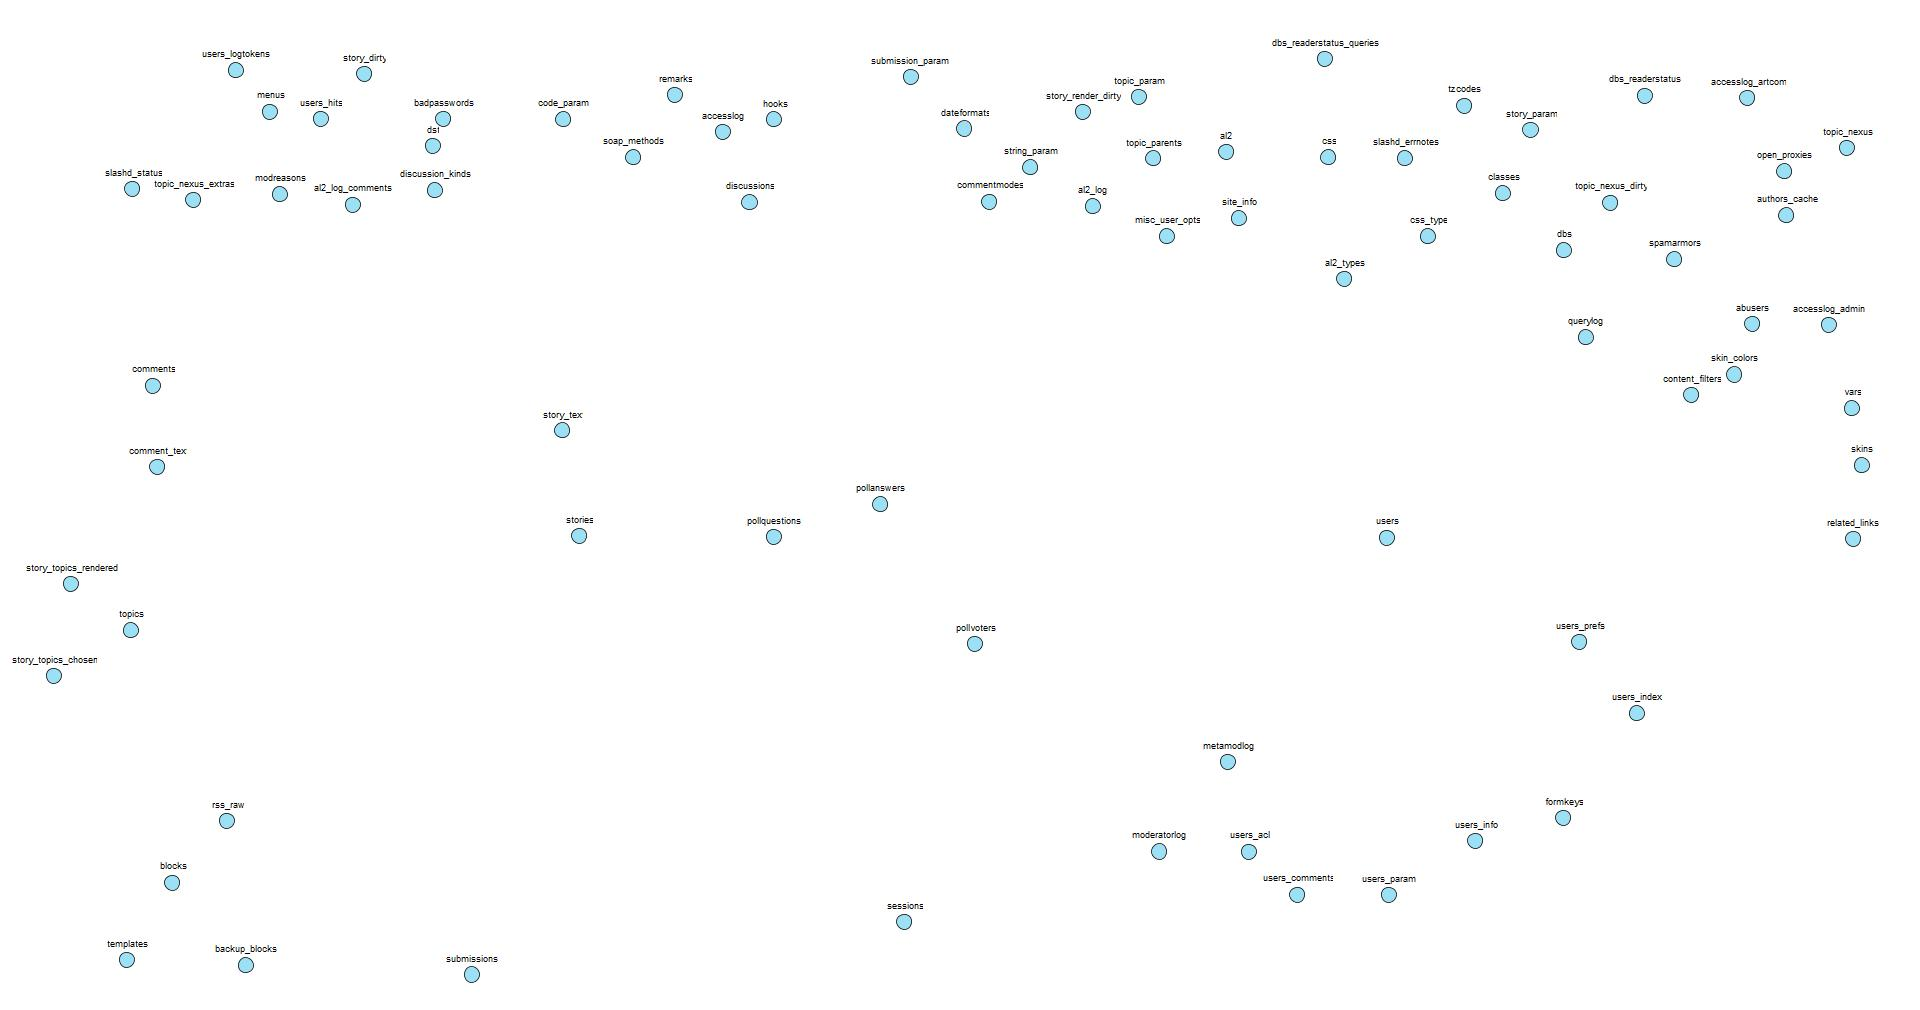 dbs_readerstatus_queries
users_logtokens
story_dirty
submission_param
remarks
topic_param
dbs_readerstatus
accesslog_artcom
tzcodes
menus
users_hits
badpasswords
code_param
hooks
story_render_dirty
accesslog
dateformats
story_param
dst
soap_methods
string_param
topic_parents
al2
css
slashd_errnotes
topic_nexus
open_proxies
slashd_status
topic_nexus_extras
modreasons
al2_log_comments
discussion_kinds
discussions
commentmodes
al2_log
classes
topic_nexus_dirty
authors_cache
misc_user_opts
site_info
css_type
dbs
spamarmors
al2_types
querylog
abusers
accesslog_admin
skin_colors
comments
content_filters
vars
story_tex
comment_tex
skins
pollanswers
stories
pollquestions
users
related_links
story_topics_rendered
topics
pollvoters
users_prefs
story_topics_chosen
users_index
metamodlog
rss_raw
formkeys
moderatorlog
users_acl
users_info
blocks
users_comments
users_param
sessions
templates
backup_blocks
submissions